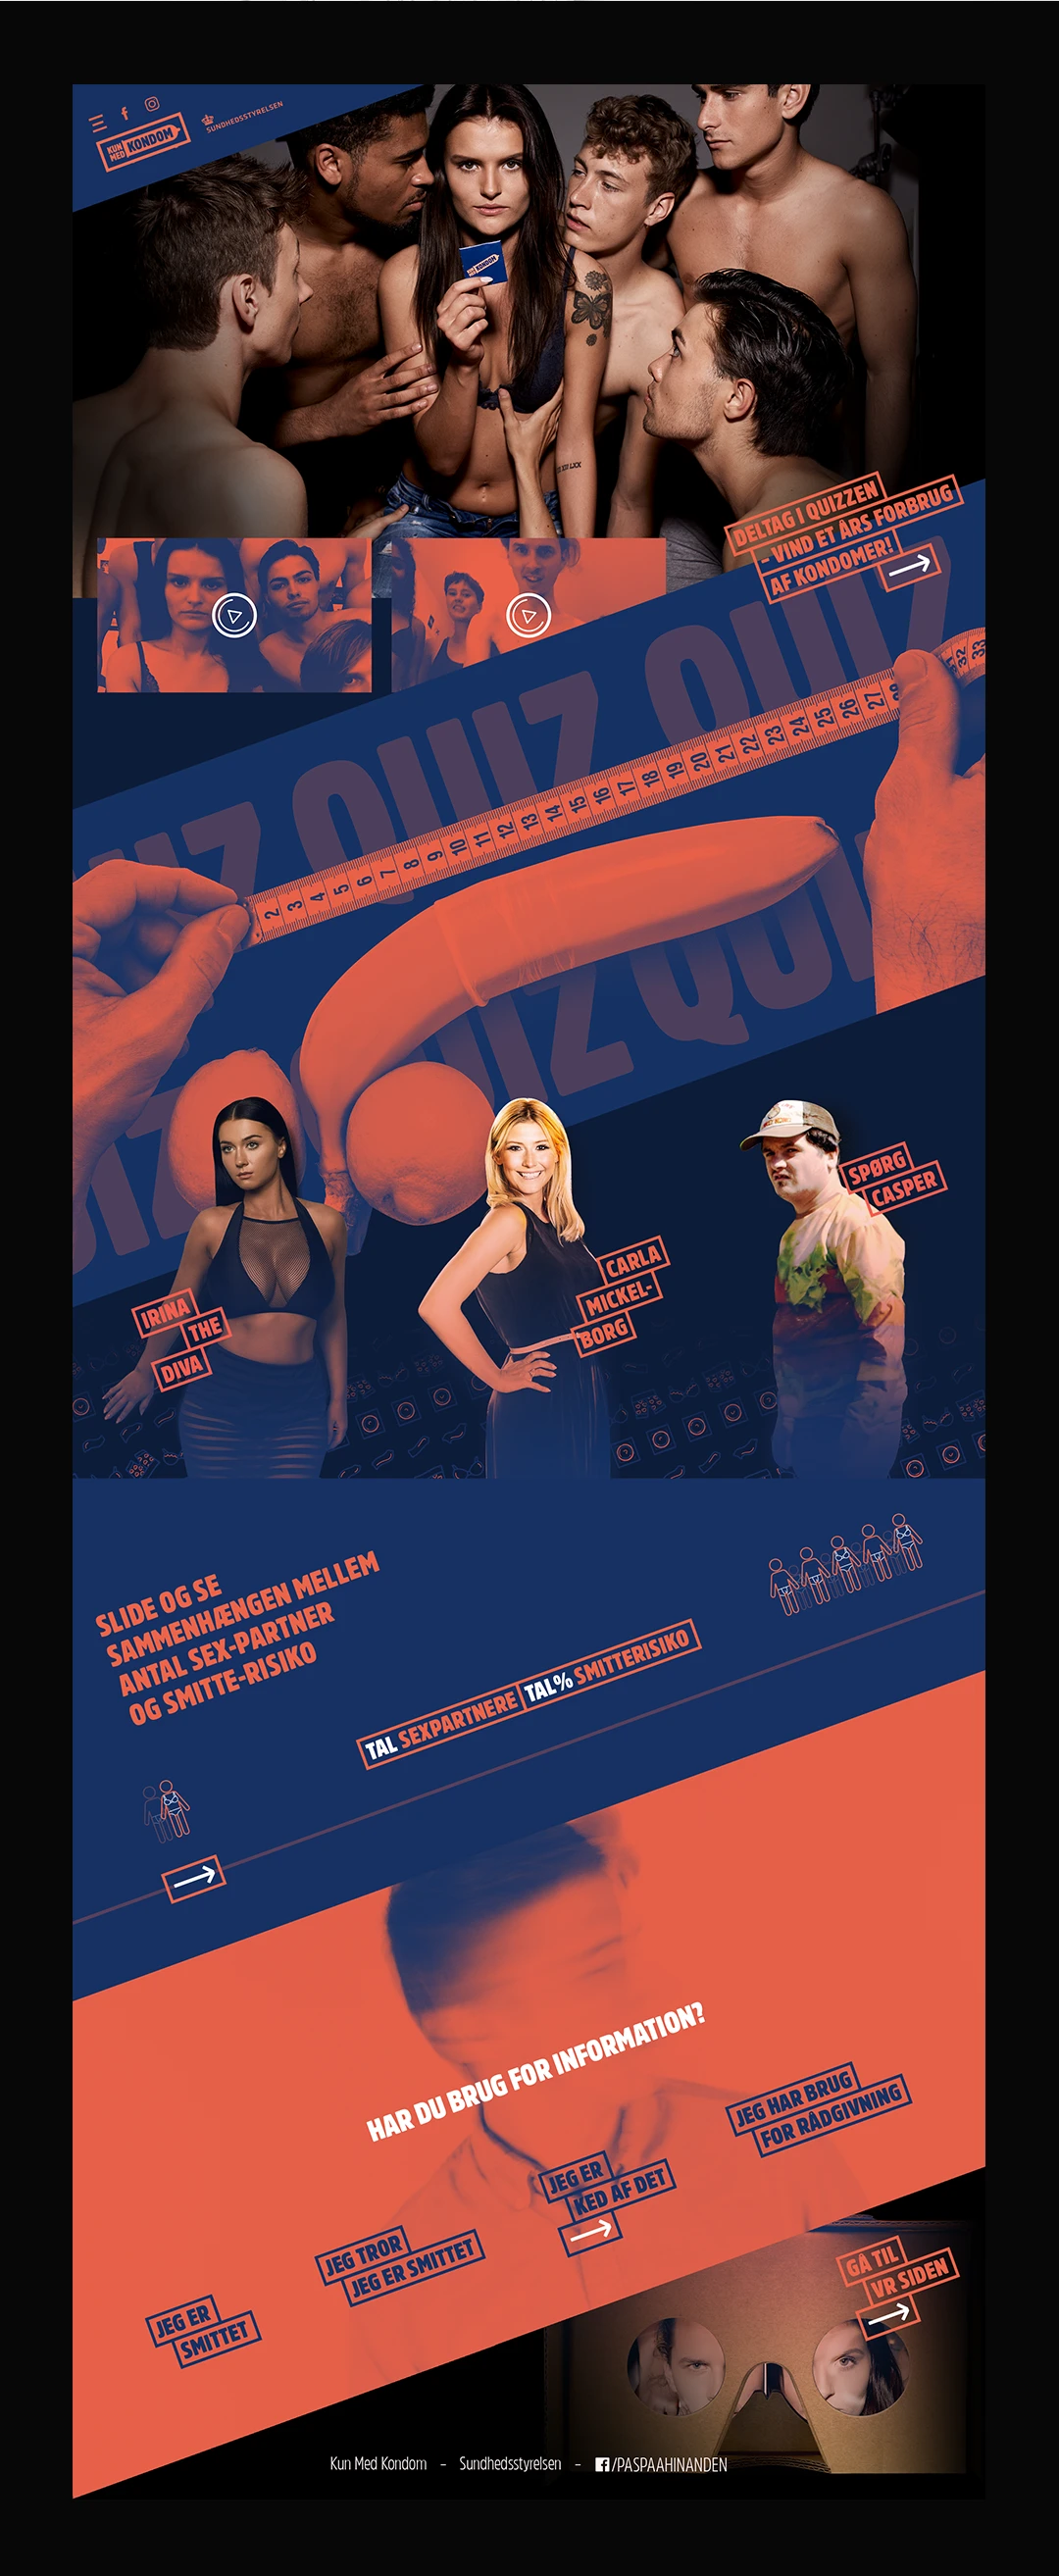 SUNDHEDSSTYRELSEN
KUN
MED KONDOM
KONDOM
DELTAG I QUIZZEN
- VIND ET ÅRS FORBRUG
AF KONDOMER!
QUIZ QUIZ
2 3 4 5 6 7 8 9 10 11 12 13 14 15 16 17 18 19 20 21 22 23 24 25 26 27 28 31 32 33
SPØRG
CASPER
CARLA
MICKEL-
BORG
IRINA
THE
DIVA
SLIDE OG SE
SAMMENHÆNGEN MELLEM
ANTAL SEX-PARTNER
OG SMITTE-RISIKO
TAL SEXPARTNERE TAL% SMITTERISIKO
HAR DU BRUG FOR INFORMATION?
JEG HAR BRUG
FOR RÅDGIVNING
JEG ER
KED AF DET
JEG TROR
JEG ER SMITTET
JEG ER
SMITTET
GÅ TIL
VR SIDEN
Kun Med Kondom - Sundhedsstyrelsen - /PASPAAHINANDEN